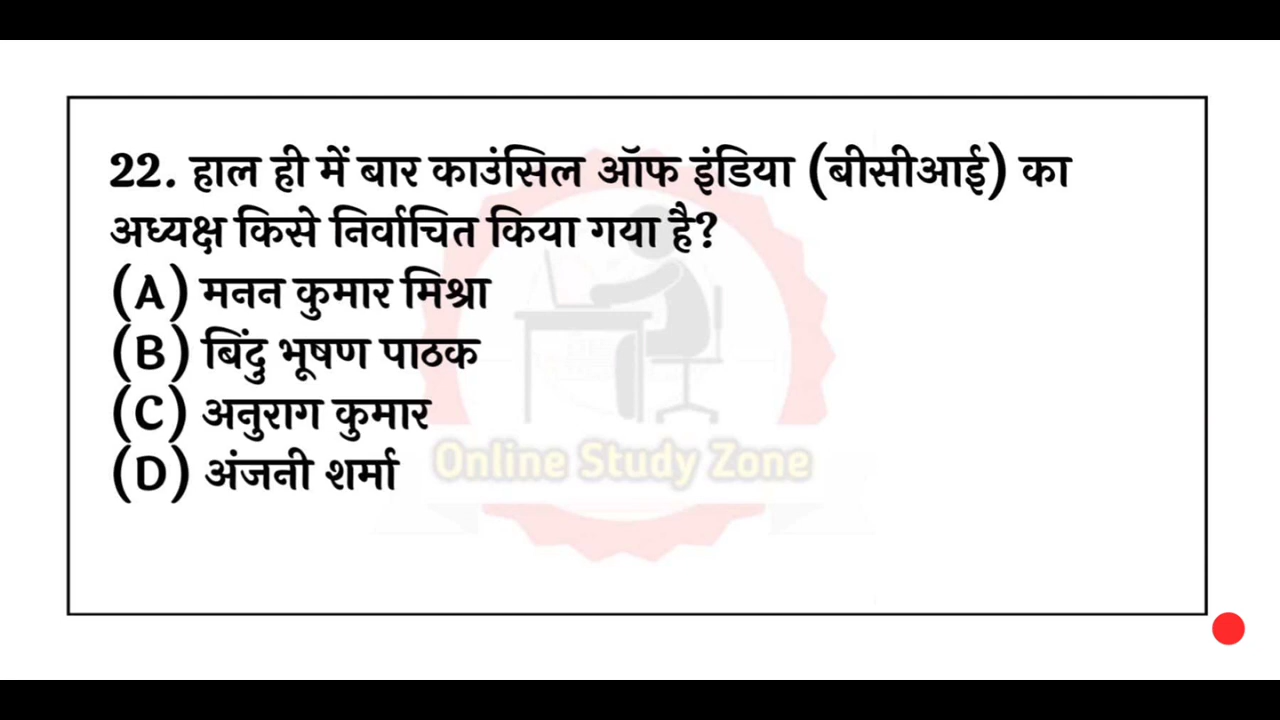 22. हाल ही में बार काउंसिल ऑफ इंडिया (बीसीआई) का
अध्यक्ष किसे निर्वाचित किया गया है?
(A) मनन कुमार मिश्रा
(B) बिंदु भूषण पाठक
(C) अनुराग कुमार
(D) अंजनी शर्मा
Online Study Zone